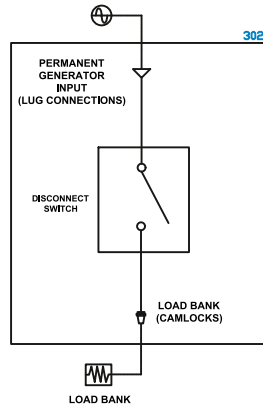 302
PERMANENT
GENERATOR
INPUT
(LUG CONNECTIONS)
DISCONNECT
SWITCH
LOAD BANK
(CAMLOCKS)
LOAD BANK